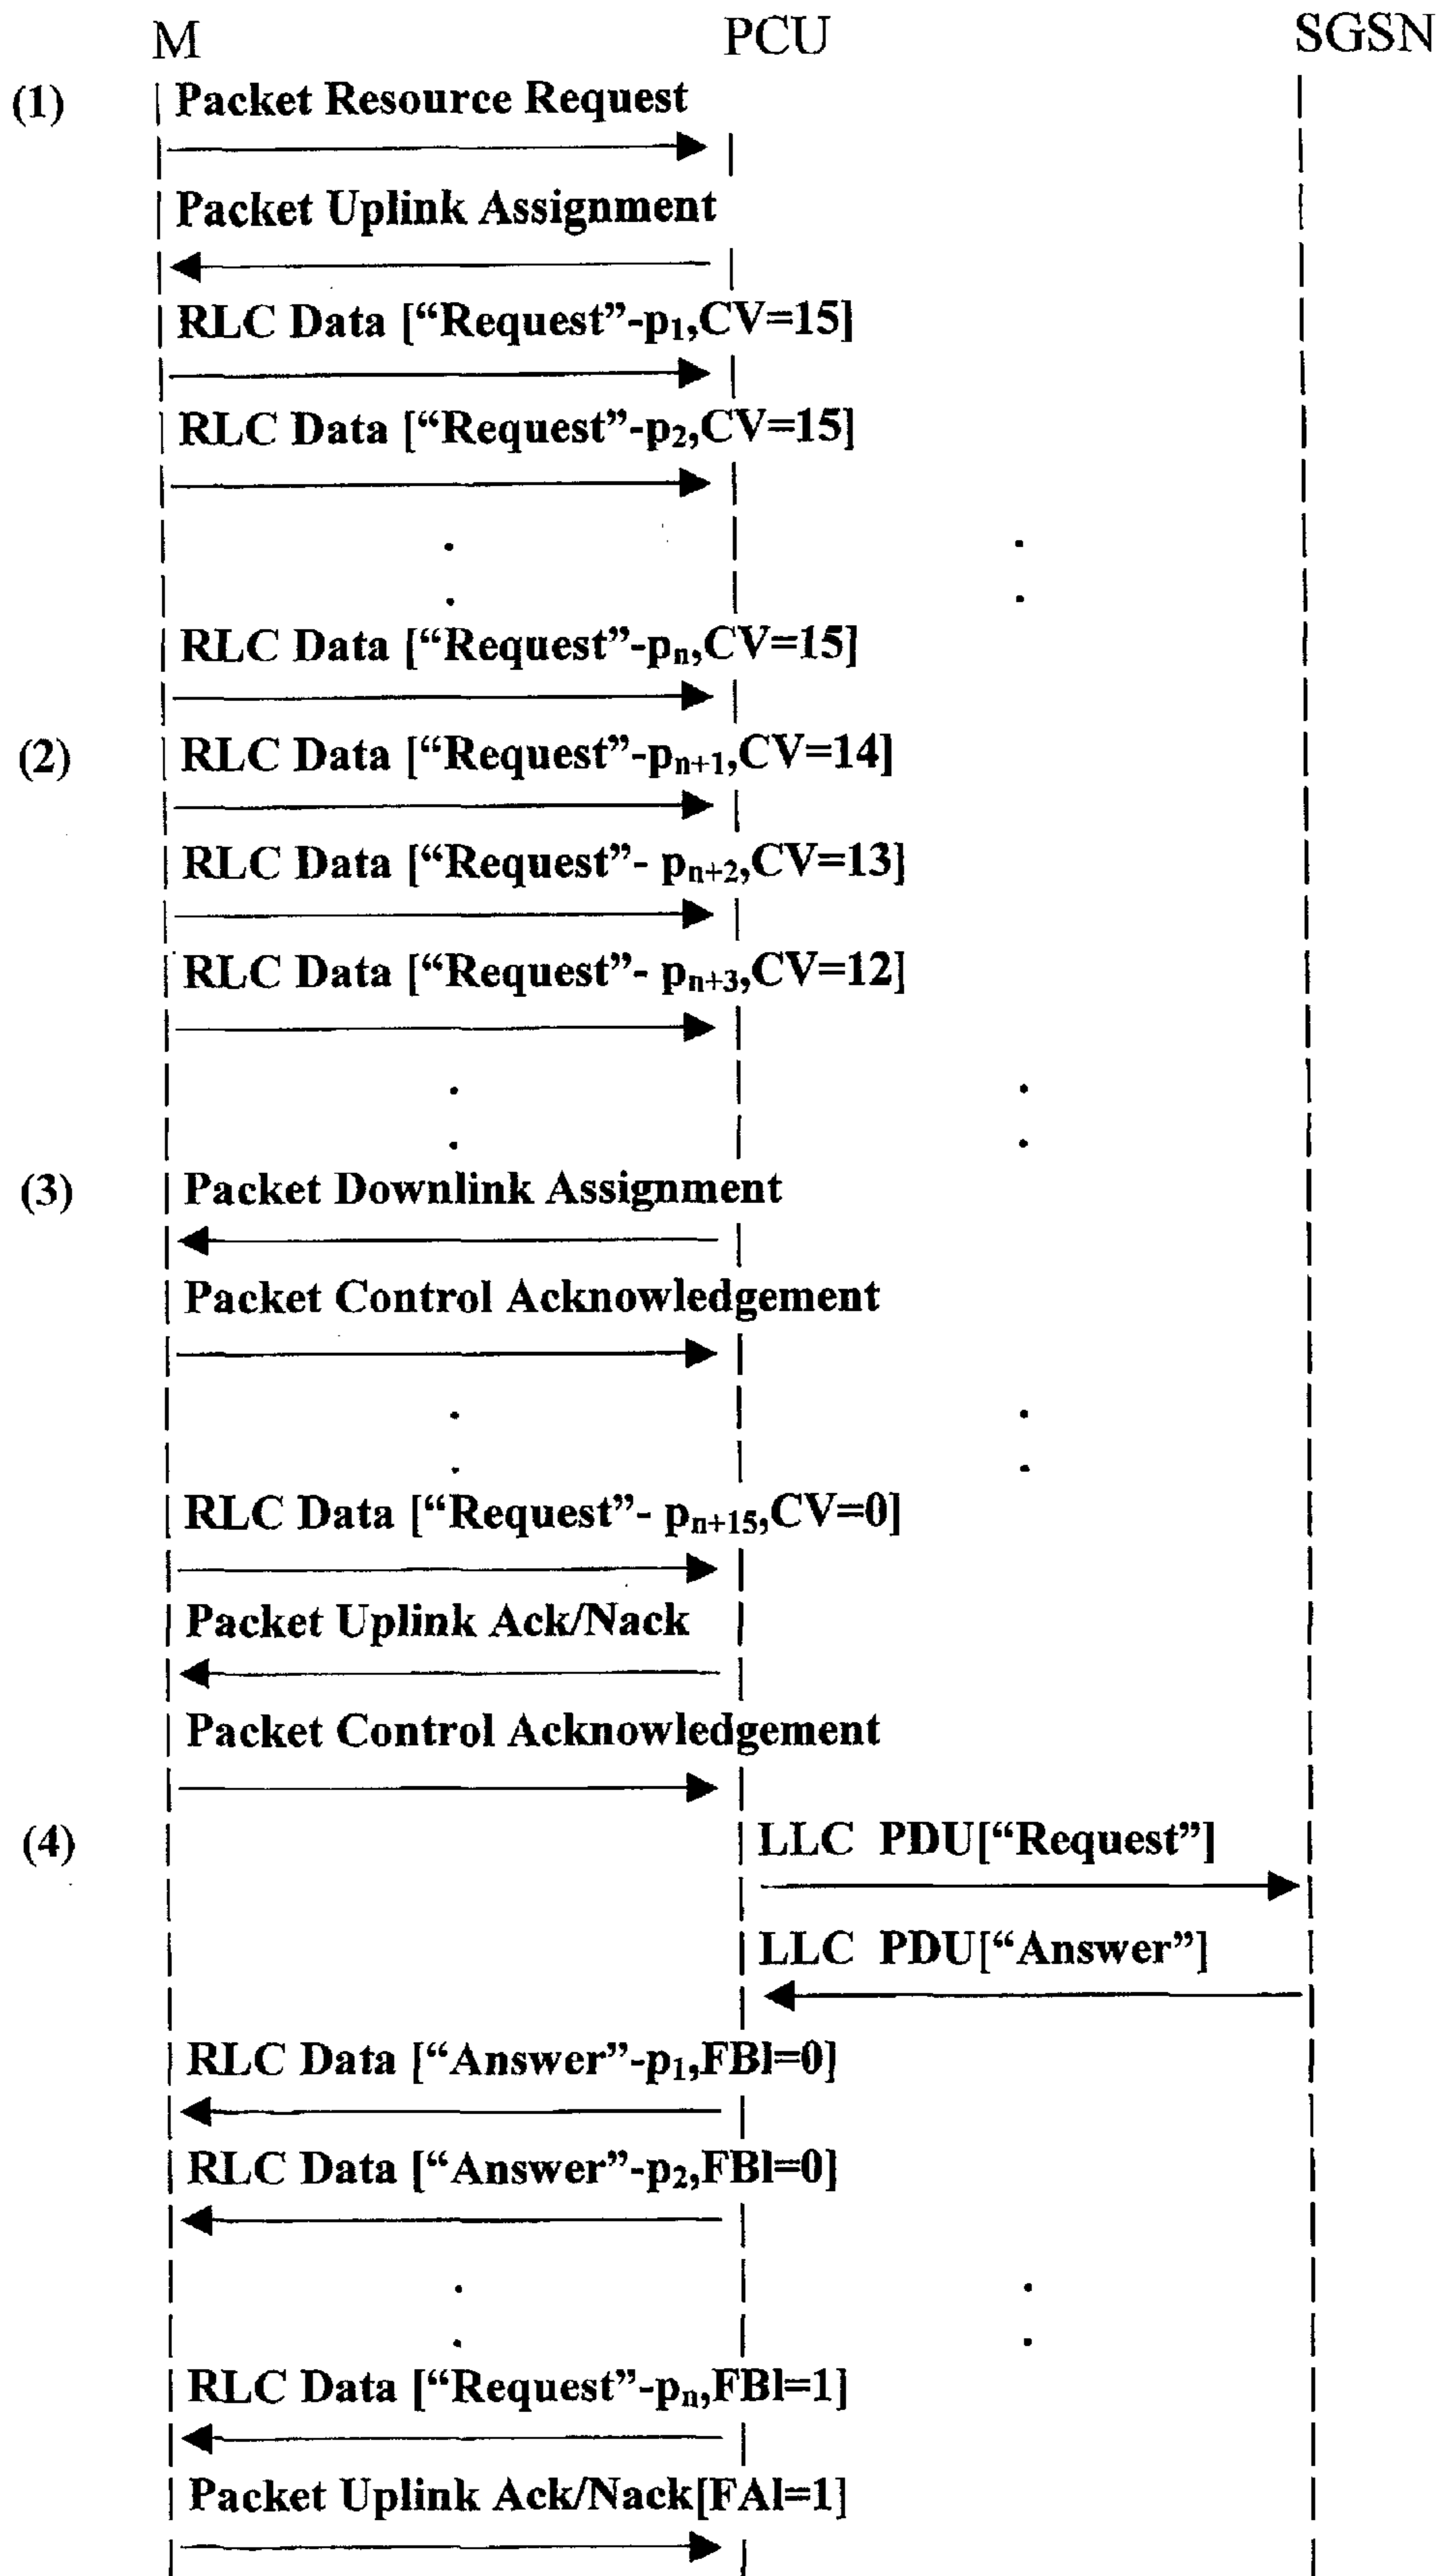 M PCU SGSN
(1) Packet Resource Request
Packet Uplink Assignment
RLC Data [“Request”-p1,CV=15]
RLC Data [“Request”-p2,CV=15]
RLC Data [“Request”-pn,CV=15]
(2) RLC Data [“Request”-pn+1,CV=14]
RLC Data [“Request”- pn+2,CV=13]
RLC Data [“Request”- pn+3,CV=12]
(3) Packet Downlink Assignment
Packet Control Acknowledgement
RLC Data [“Request”- pn+15,CV=0]
Packet Uplink Ack/Nack
Packet Control Acknowledgement
(4) LLC PDU[“Request”]
LLC PDU[“Answer”]
RLC Data [“Answer”-p1,FBI=0]
RLC Data [“Answer”-p2,FBI=0]
RLC Data [“Request”-pn,FBI=1]
Packet Uplink Ack/Nack[FAI=1]